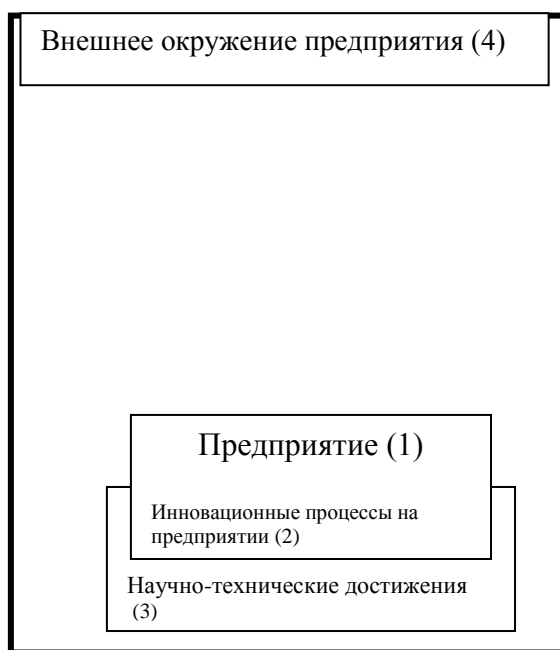 Внешнее окружение предприятия (4)
Предприятие (1)
Инновационные процессы на
предприятии (2)
Научно-технические достижения
(3)